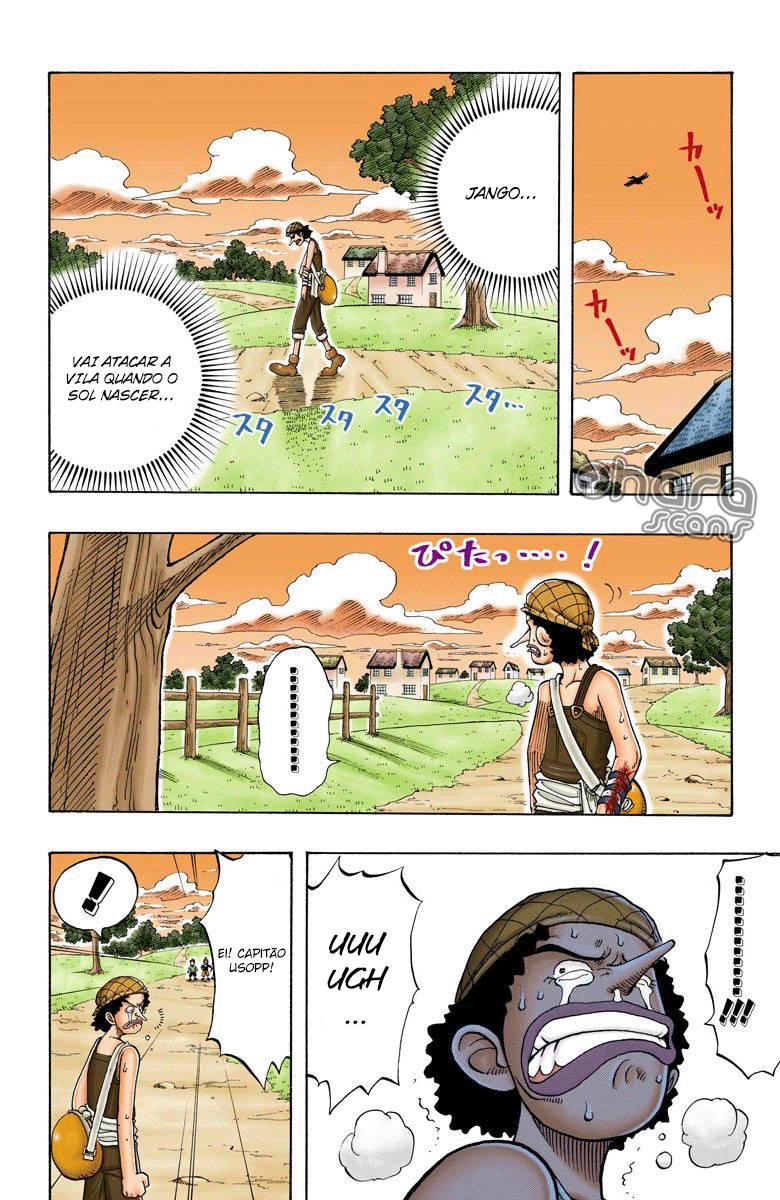 カーッ
カーッ
Ohara
scans
JANGO...
VAI ATACAR A
VILA QUANDO O
SOL NASCER...
スタ...
スタ
スタ
スタ
ぴたっ....!
..............
............!!!
UUU
UGH
...
EI! CAPITÃO
USOPP!
!